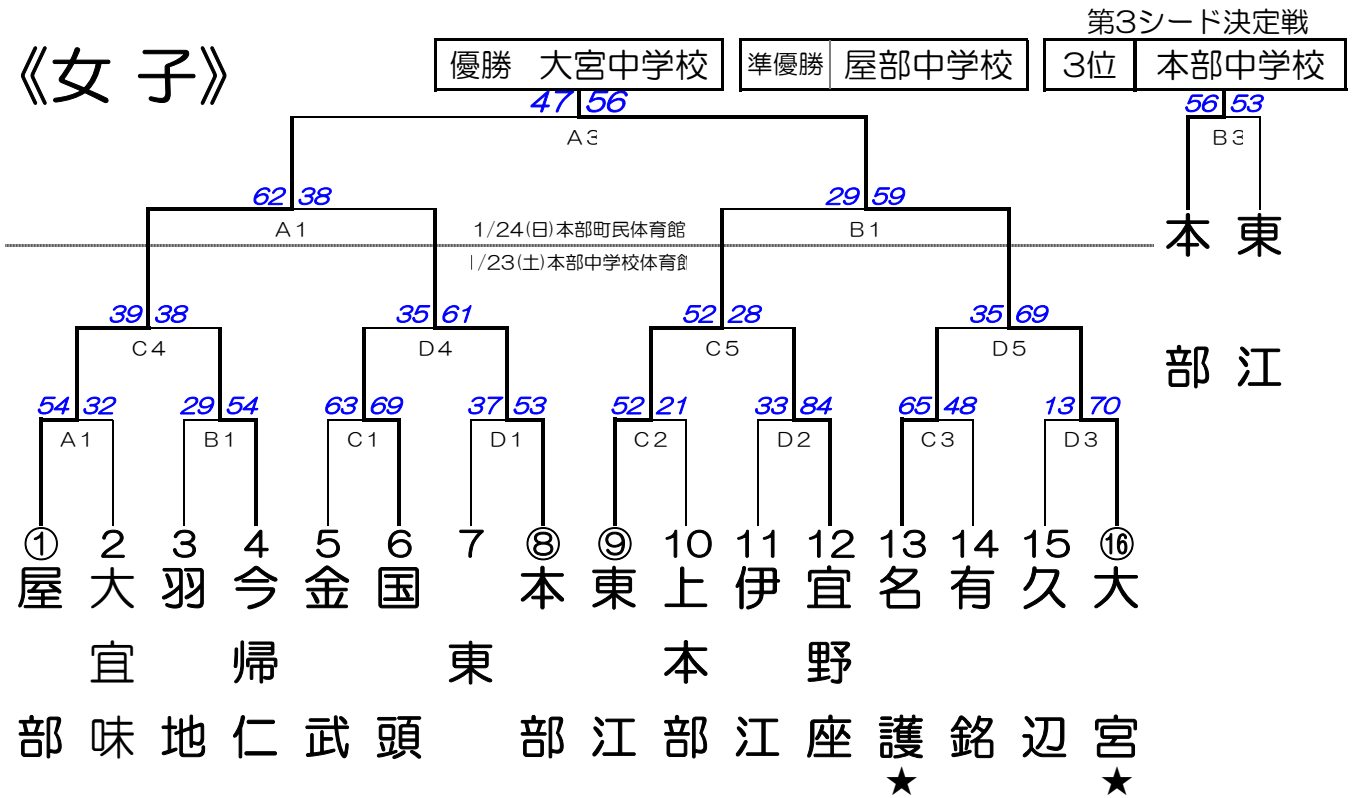 第3シード決定戦
《女 子》
優勝 大宮中学校 準優勝 屋部中学校 3位 本部中学校
47 56 56 53
A3 B3
62 38 29 59
A1 1/24(日)本部町民体育館 B1
1/23(土)本部中学校体育館
本部 東江
39 38 35 61 52 28 35 69
C4 D4 C5 D5
54 32 29 54 63 69 37 53 52 21 33 84 65 48 13 70
A1 B1 C1 D1 C2 D2 C3 D3
① 2 3 4 5 6 7 ⑧ ⑨ 10 11 12 13 14 15 ⑯
屋部 大宜味 羽地 今帰仁 金武 国頭 東 本部 東江 上本部 伊江 宜野座 名護 有銘 久辺 大宮
★ ★